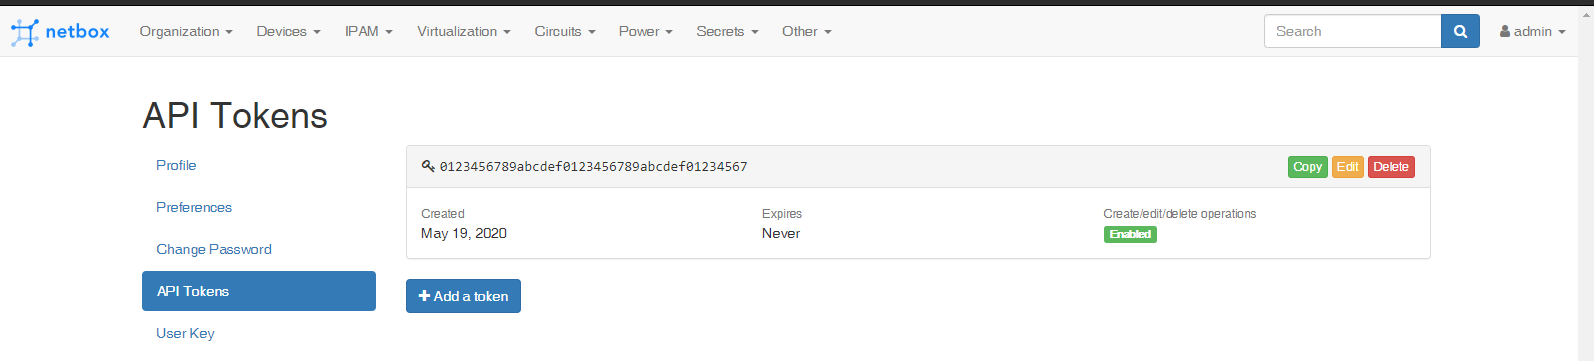 netbox Organization Devices IPAM Virtualization Circuits Power Secrets Other Search admin
API Tokens
Profile
0123456789abcdef0123456789abcdef01234567 Copy Edit Delete
Preferences
Created Expires Create/edit/delete operations
May 19, 2020 Never Enabled
Change Password
API Tokens
Add a token
User Key